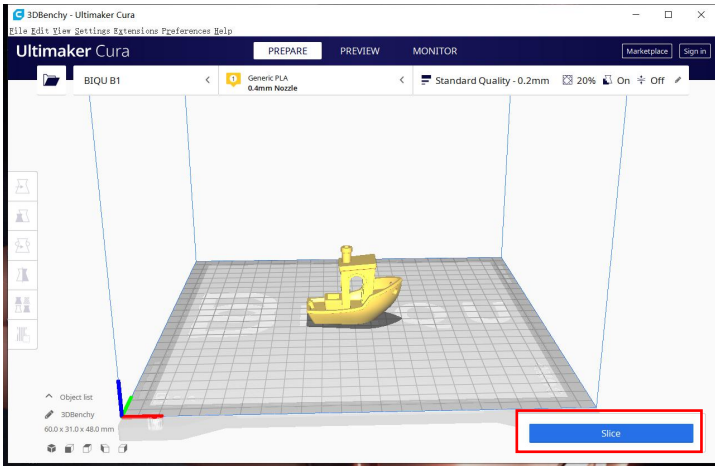 3DBenchy - Ultimaker Cura
File Edit View Settings Extensions Preferences Help
Ultimaker Cura
PREPARE PREVIEW MONITOR
Marketplace Sign in
BIQU B1
1
Generic PLA
0.4mm Nozzle
Standard Quality - 0.2mm 20% On Off
Object list
3DBenchy
60.0 x 31.0 x 48.0 mm
Slice